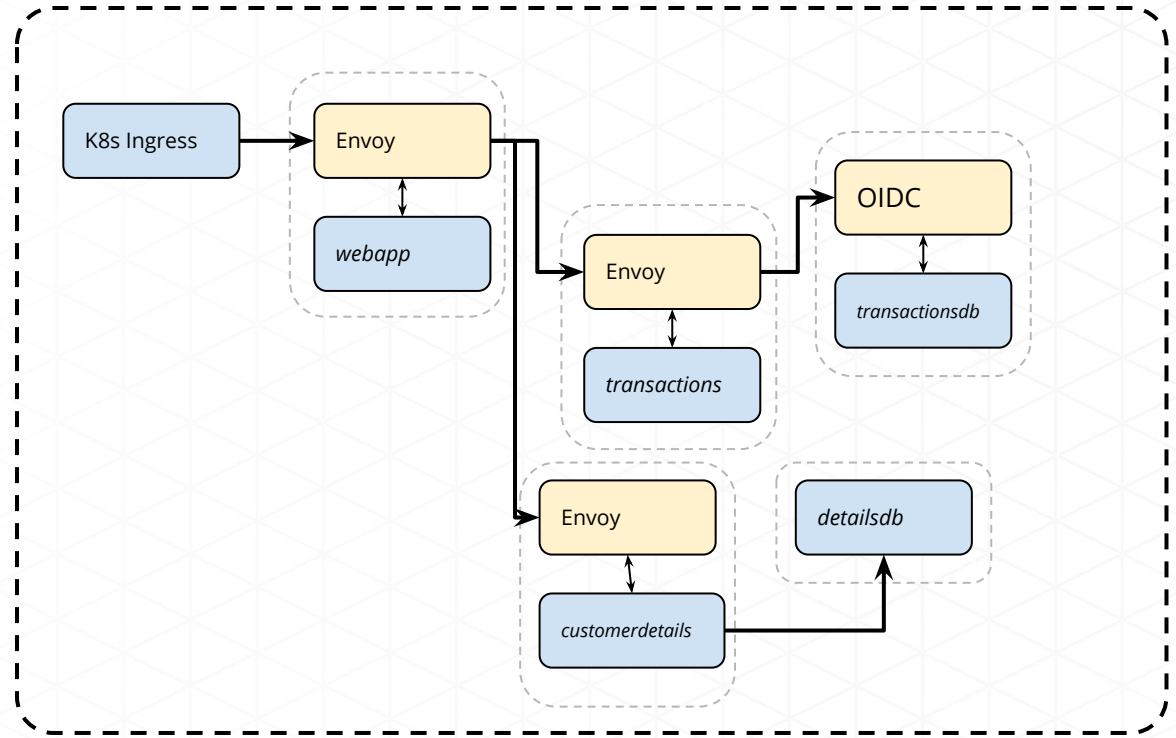 K8s Ingress
Envoy
webapp
Envoy
transactions
OIDC
transactionsdb
Envoy
customerdetails
detailsdb